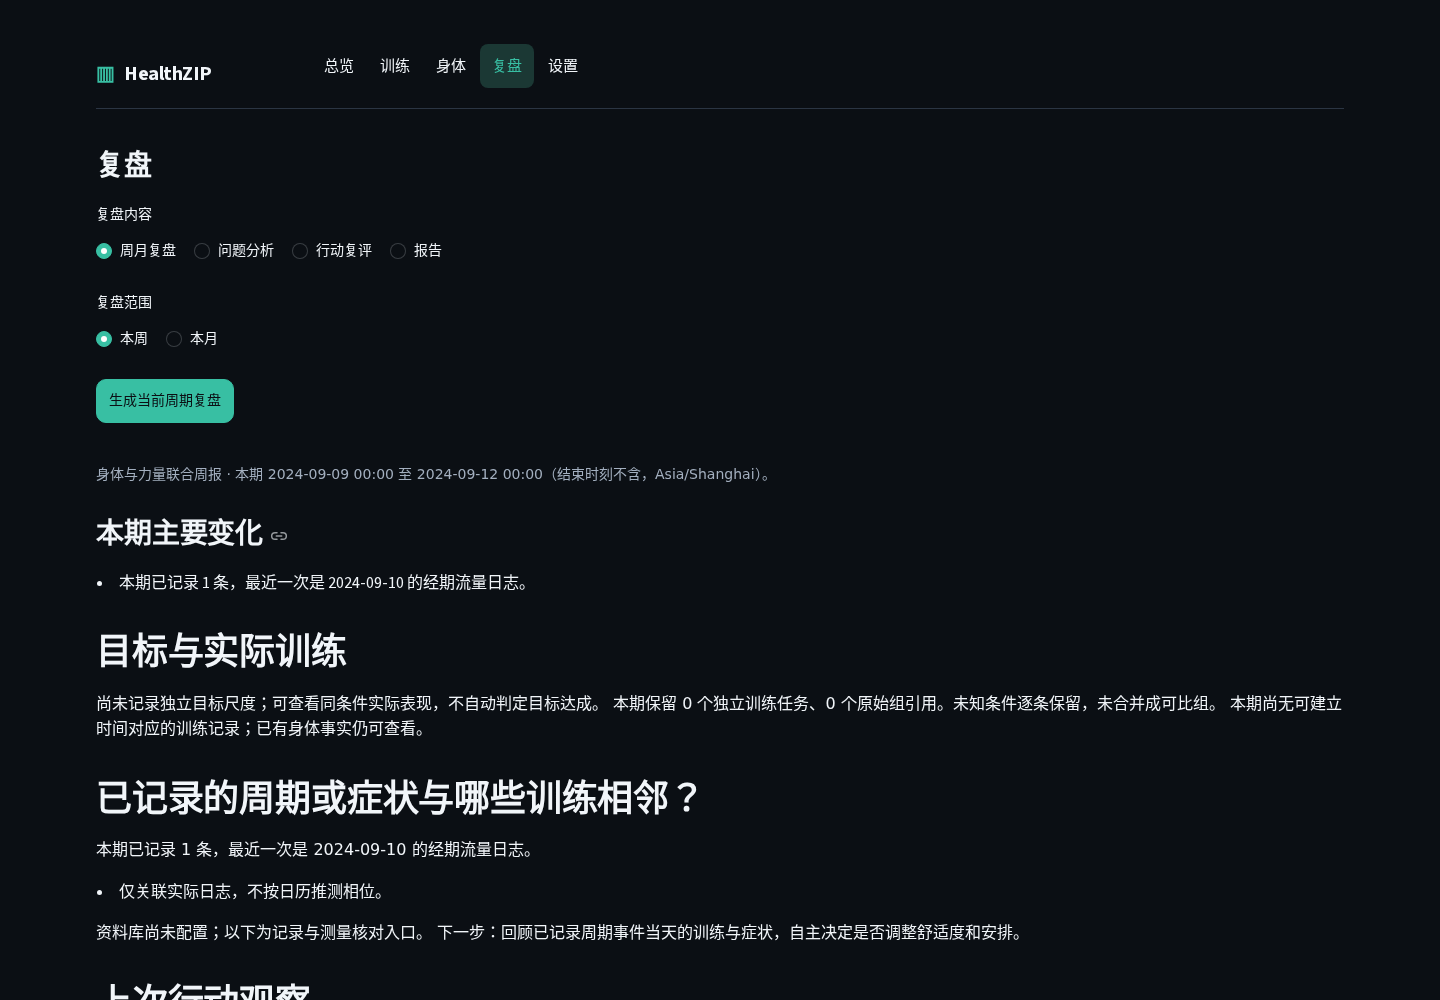 HealthZIP
总览 训练 身体 复盘 设置
复盘
复盘内容
周月复盘 问题分析 行动复评 报告
复盘范围
本周 本月
生成当前周期复盘
身体与力量联合周报 · 本期 2024-09-09 00:00 至 2024-09-12 00:00（结束时刻不含，Asia/Shanghai）。
本期主要变化
• 本期已记录 1 条，最近一次是 2024-09-10 的经期流量日志。
目标与实际训练
尚未记录独立目标尺度；可查看同条件实际表现，不自动判定目标达成。 本期保留 0 个独立训练任务、0 个原始组引用。未知条件逐条保留，未合并成可比组。 本期尚无可建立
时间对应的训练记录；已有身体事实仍可查看。
已记录的周期或症状与哪些训练相邻？
本期已记录 1 条，最近一次是 2024-09-10 的经期流量日志。
• 仅关联实际日志，不按日历推测相位。
资料库尚未配置；以下为记录与测量核对入口。 下一步：回顾已记录周期事件当天的训练与症状，自主决定是否调整舒适度和安排。
上次行动观察